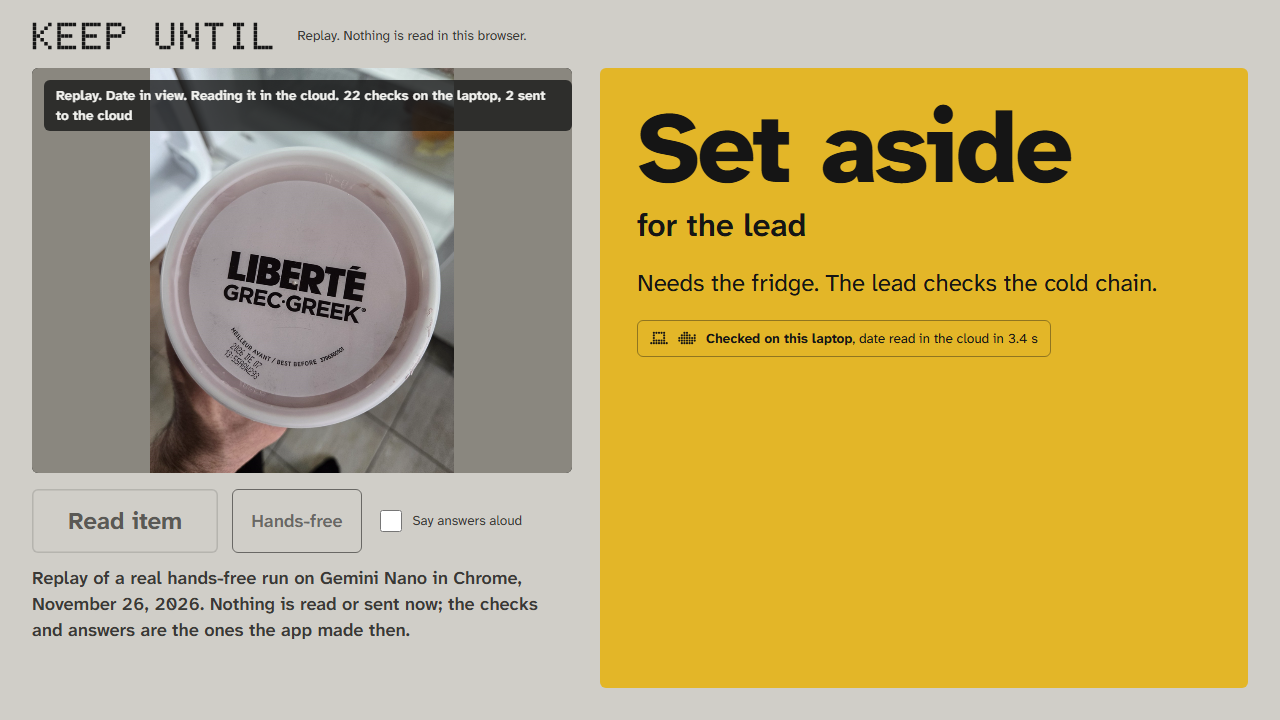 KEEP UNTIL
Replay. Nothing is read in this browser.
Replay. Date in view. Reading it in the cloud. 22 checks on the laptop, 2 sent
to the cloud
LIBERTÉ
GREC·GREEK®
MEILLEUR AVANT / BEST BEFORE
2026 DE 07
Read item
Hands-free
Say answers aloud
Replay of a real hands-free run on Gemini Nano in Chrome,
November 26, 2026. Nothing is read or sent now; the checks
and answers are the ones the app made then.
Set aside
for the lead
Needs the fridge. The lead checks the cold chain.
Checked on this laptop, date read in the cloud in 3.4 s